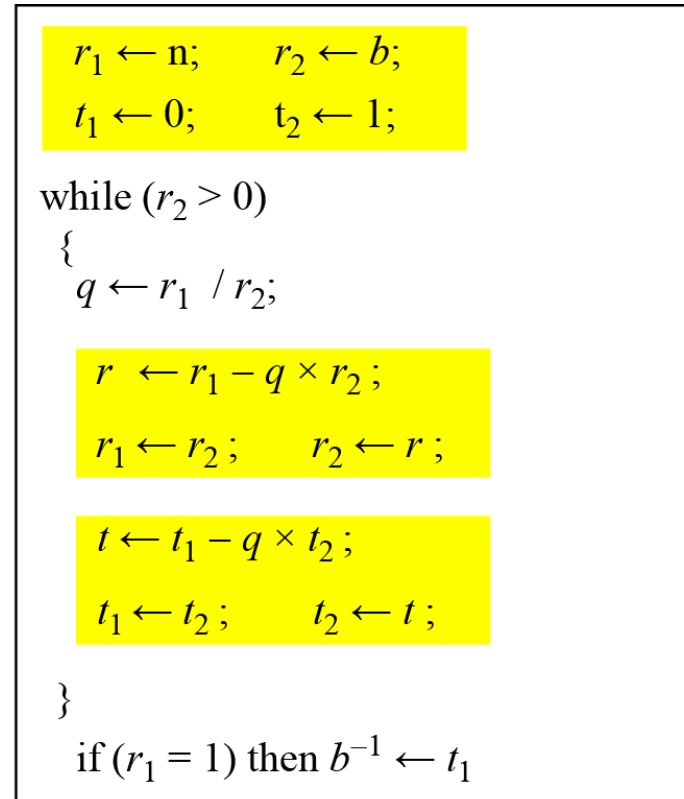 r₁ ← n; r₂ ← b;
t₁ ← 0; t₂ ← 1;
while (r₂ > 0)
{
q ← r₁ / r₂;
r ← r₁ − q × r₂ ;
r₁ ← r₂ ; r₂ ← r ;
t ← t₁ − q × t₂ ;
t₁ ← t₂ ; t₂ ← t ;
}
if (r₁ = 1) then b⁻¹ ← t₁